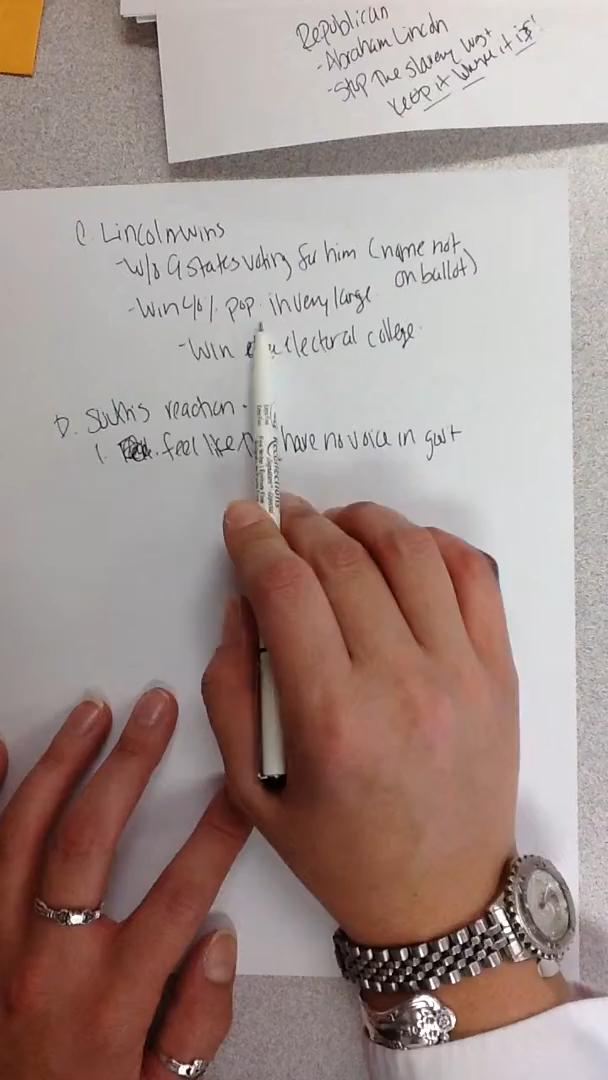 Republican
- Abraham Lincoln
- Stop the slavery west
keep it where it is!
C. Lincoln wins
- w/o 9 states voting for him (name not
on ballot)
- Win 40% pop. in very large
- Win electoral college.
D. South's reaction -
1. feel like have no voice in gov't